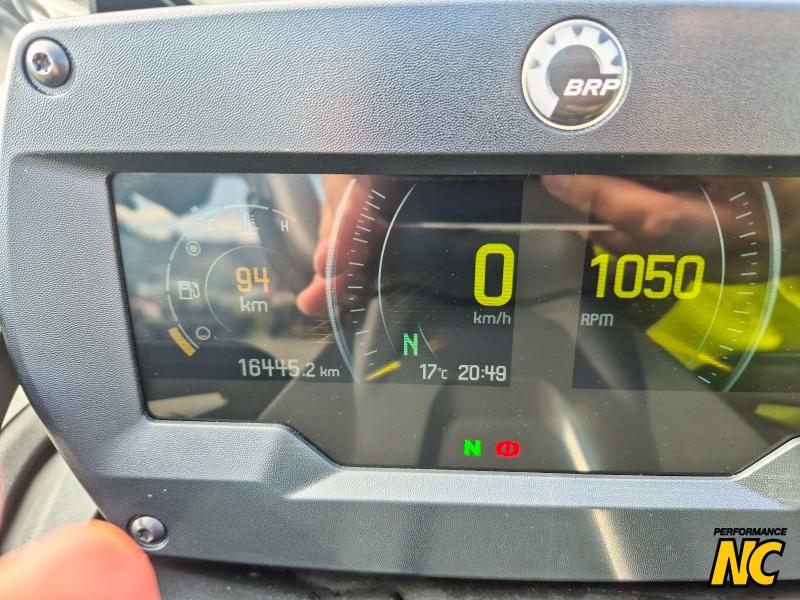 BRP
C H
94
km
16445.2 km
0
km/h
N
17°C 20:49
1050
RPM
N
PERFORMANCE
NC